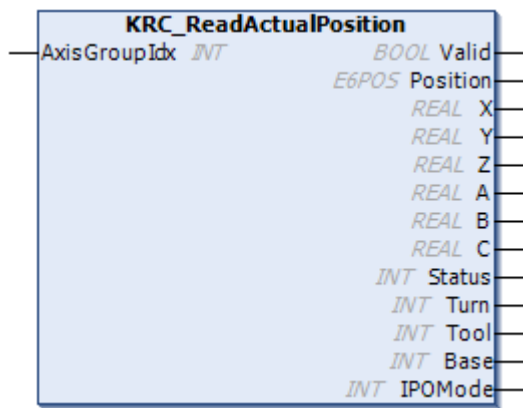 KRC_ReadActualPosition
AxisGroupIdx INT BOOL Valid
E6POS Position
REAL X
REAL Y
REAL Z
REAL A
REAL B
REAL C
INT Status
INT Turn
INT Tool
INT Base
INT IPOMode